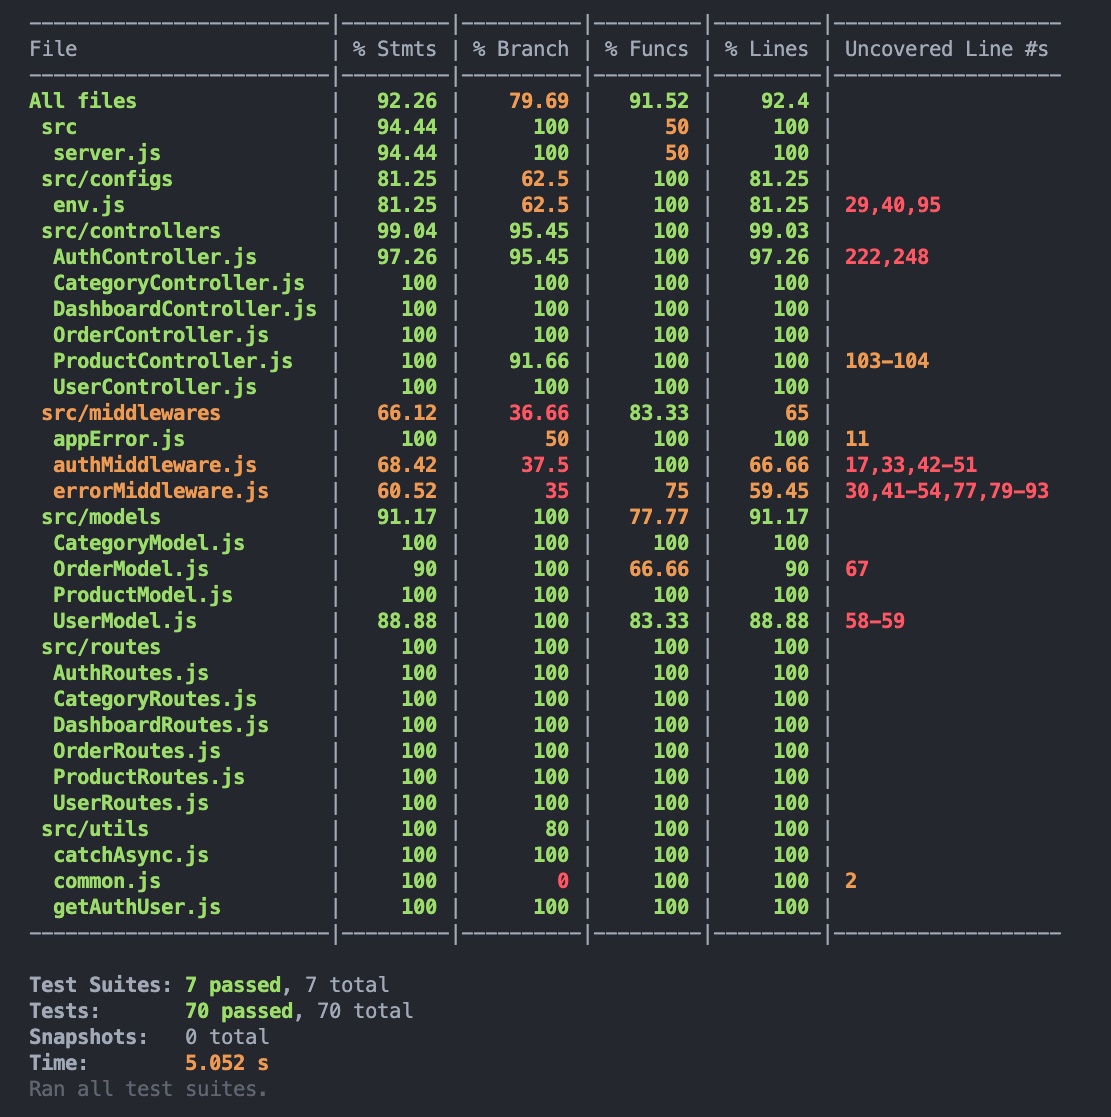 ------------------------|---------|----------|---------|---------|-------------------
File                    | % Stmts | % Branch | % Funcs | % Lines | Uncovered Line #s
------------------------|---------|----------|---------|---------|-------------------
All files               |   92.26 |    79.69 |   91.52 |    92.4 |
 src                    |   94.44 |      100 |      50 |     100 |
  server.js             |   94.44 |      100 |      50 |     100 |
 src/configs            |   81.25 |     62.5 |     100 |   81.25 |
  env.js                |   81.25 |     62.5 |     100 |   81.25 | 29,40,95
 src/controllers        |   99.04 |    95.45 |     100 |   99.03 |
  AuthController.js     |   97.26 |    95.45 |     100 |   97.26 | 222,248
  CategoryController.js |     100 |      100 |     100 |     100 |
  DashboardController.js |     100 |      100 |     100 |     100 |
  OrderController.js    |     100 |      100 |     100 |     100 |
  ProductController.js  |     100 |    91.66 |     100 |     100 | 103-104
  UserController.js     |     100 |      100 |     100 |     100 |
 src/middlewares        |   66.12 |    36.66 |   83.33 |      65 |
  appError.js           |     100 |       50 |     100 |     100 | 11
  authMiddleware.js     |   68.42 |     37.5 |     100 |   66.66 | 17,33,42-51
  errorMiddleware.js    |   60.52 |       35 |      75 |   59.45 | 30,41-54,77,79-93
 src/models             |   91.17 |      100 |   77.77 |   91.17 |
  CategoryModel.js      |     100 |      100 |     100 |     100 |
  OrderModel.js         |      90 |      100 |   66.66 |      90 | 67
  ProductModel.js       |     100 |      100 |     100 |     100 |
  UserModel.js          |   88.88 |      100 |   83.33 |   88.88 | 58-59
 src/routes             |     100 |      100 |     100 |     100 |
  AuthRoutes.js         |     100 |      100 |     100 |     100 |
  CategoryRoutes.js     |     100 |      100 |     100 |     100 |
  DashboardRoutes.js    |     100 |      100 |     100 |     100 |
  OrderRoutes.js        |     100 |      100 |     100 |     100 |
  ProductRoutes.js      |     100 |      100 |     100 |     100 |
  UserRoutes.js         |     100 |      100 |     100 |     100 |
 src/utils              |     100 |       80 |     100 |     100 |
  catchAsync.js         |     100 |      100 |     100 |     100 |
  common.js             |     100 |        0 |     100 |     100 | 2
  getAuthUser.js        |     100 |      100 |     100 |     100 |
------------------------|---------|----------|---------|---------|-------------------
Test Suites: 7 passed, 7 total
Tests:       70 passed, 70 total
Snapshots:   0 total
Time:        5.052 s
Ran all test suites.